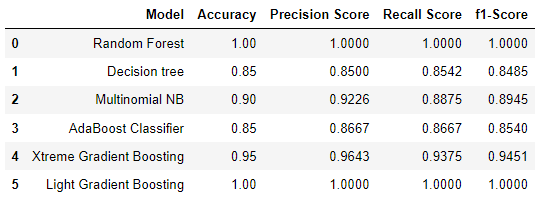 Model Accuracy Precision Score Recall Score f1-Score
0 Random Forest 1.00 1.0000 1.0000 1.0000
1 Decision tree 0.85 0.8500 0.8542 0.8485
2 Multinomial NB 0.90 0.9226 0.8875 0.8945
3 AdaBoost Classifier 0.85 0.8667 0.8667 0.8540
4 Xtreme Gradient Boosting 0.95 0.9643 0.9375 0.9451
5 Light Gradient Boosting 1.00 1.0000 1.0000 1.0000